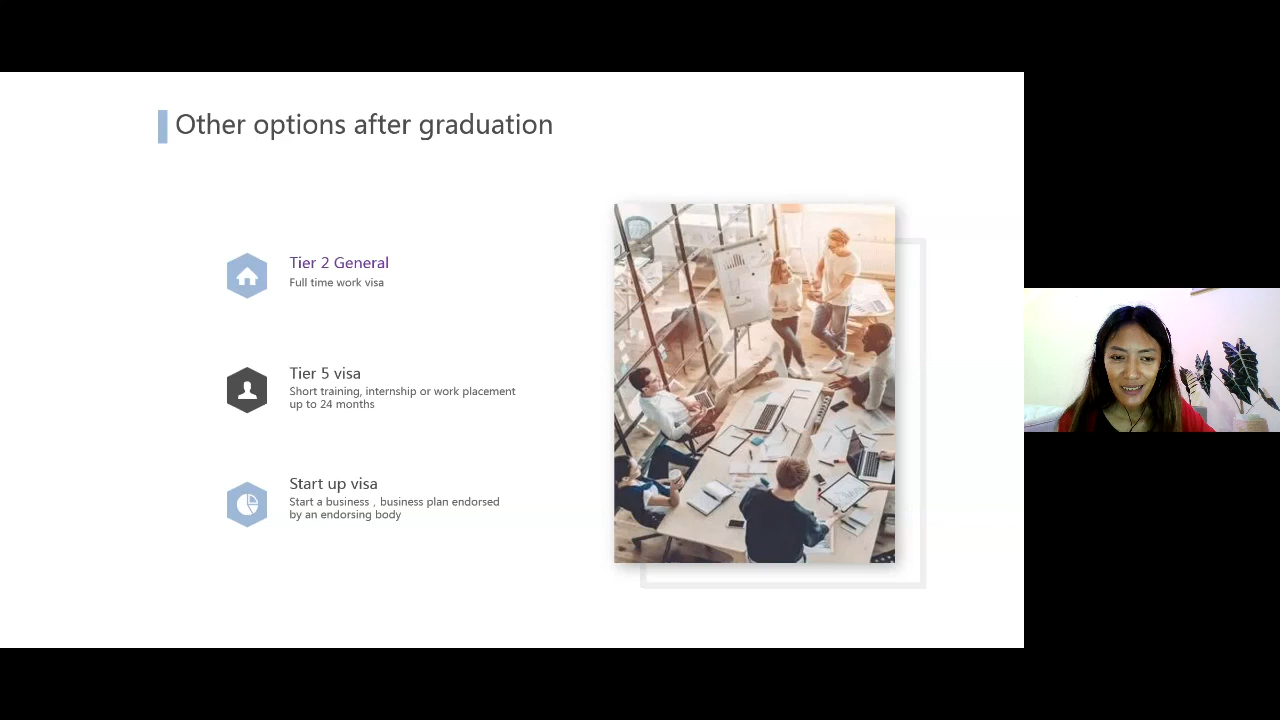 Other options after graduation
Tier 2 General
Full time work visa
Tier 5 visa
Short training, internship or work placement
up to 24 months
Start up visa
Start a business , business plan endorsed
by an endorsing body